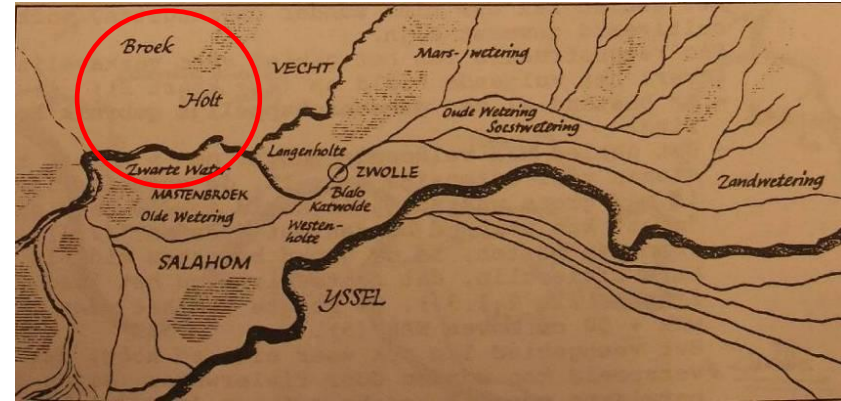 Broek
Holt
VECHT
Mars-wetering
Oude Wetering
Soestwetering
Langenholte
Zwarte Water
MASTENBROEK
Olde Wetering
ZWOLLE
Blalo
Katwolde
Westen-
holte
Zandwetering
SALAHOM
YSSEL